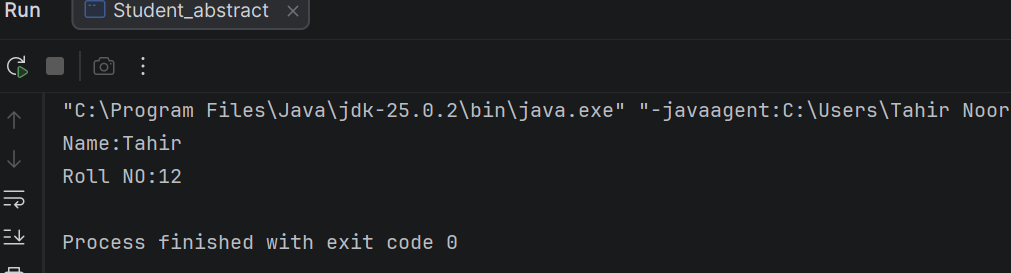 Run Student_abstract
"C:\Program Files\Java\jdk-25.0.2\bin\java.exe" "-javaagent:C:\Users\Tahir Noor
Name:Tahir
Roll NO:12
Process finished with exit code 0